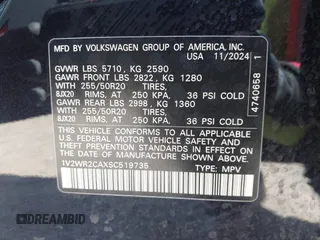 MFD. BY VOLKSWAGEN GROUP OF AMERICA, INC.
USA 11/2024
GVWR LBS 5710, KG 2590
GAWR FRONT LBS 2822, KG 1280
WITH 255/50R20 TIRES,
8JX20 RIMS, AT 250 KPA, 36 PSI COLD
GAWR REAR LBS 2998, KG 1360
WITH 255/50R20 TIRES,
8JX20 RIMS, AT 250 KPA, 36 PSI COLD
THIS VEHICLE CONFORMS TO ALL APPLICABLE
U.S. FEDERAL MOTOR VEHICLE SAFETY AND
THEFT PREVENTION STANDARDS IN EFFECT ON THE
DATE OF MANUFACTURE SHOWN ABOVE.
1V2WR2CAXSC519735 TYPE: MPV
4740658 1
DREAMBID